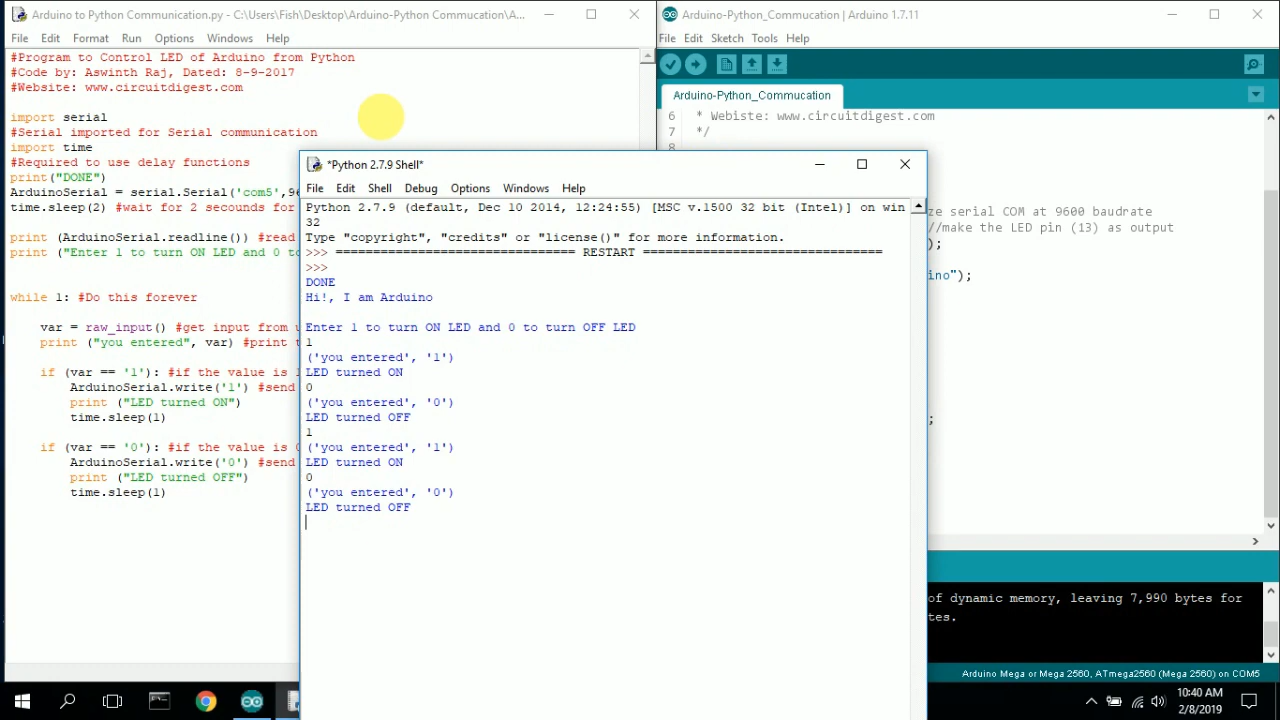 Arduino to Python Communication.py - C:\Users\Fish\Desktop\Arduino-Python Commucation\A...
File Edit Format Run Options Windows Help
#Program to Control LED of Arduino from Python
#Code by: Aswinth Raj, Dated: 8-9-2017
#Website: www.circuitdigest.com
import serial
#Serial imported for Serial communication
import time
#Required to use delay functions
print("DONE")
ArduinoSerial = serial.Serial('com5',96
time.sleep(2) #wait for 2 secounds for
print (ArduinoSerial.readline()) #read
print ("Enter 1 to turn ON LED and 0 to
while 1: #Do this forever
var = raw_input() #get input from u
print ("you entered", var) #print t
if (var == '1'): #if the value is 1
ArduinoSerial.write('1') #send
print ("LED turned ON")
time.sleep(1)
if (var == '0'): #if the value is 0
ArduinoSerial.write('0') #send
print ("LED turned OFF")
time.sleep(1)
*Python 2.7.9 Shell*
File Edit Shell Debug Options Windows Help
Python 2.7.9 (default, Dec 10 2014, 12:24:55) [MSC v.1500 32 bit (Intel)] on win
32
Type "copyright", "credits" or "license()" for more information.
>>> ================================ RESTART ================================
>>>
DONE
Hi!, I am Arduino
Enter 1 to turn ON LED and 0 to turn OFF LED
1
('you entered', '1')
LED turned ON
0
('you entered', '0')
LED turned OFF
1
('you entered', '1')
LED turned ON
0
('you entered', '0')
LED turned OFF
Arduino-Python_Commucation | Arduino 1.7.11
File Edit Sketch Tools Help
Arduino-Python_Commucation
6 * Webiste: www.circuitdigest.com
7 */
8
ze serial COM at 9600 baudrate
//make the LED pin (13) as output
);
ino");
;
of dynamic memory, leaving 7,990 bytes for
tes.
Arduino Mega or Mega 2560, ATmega2560 (Mega 2560) on COM5
10:40 AM
2/8/2019